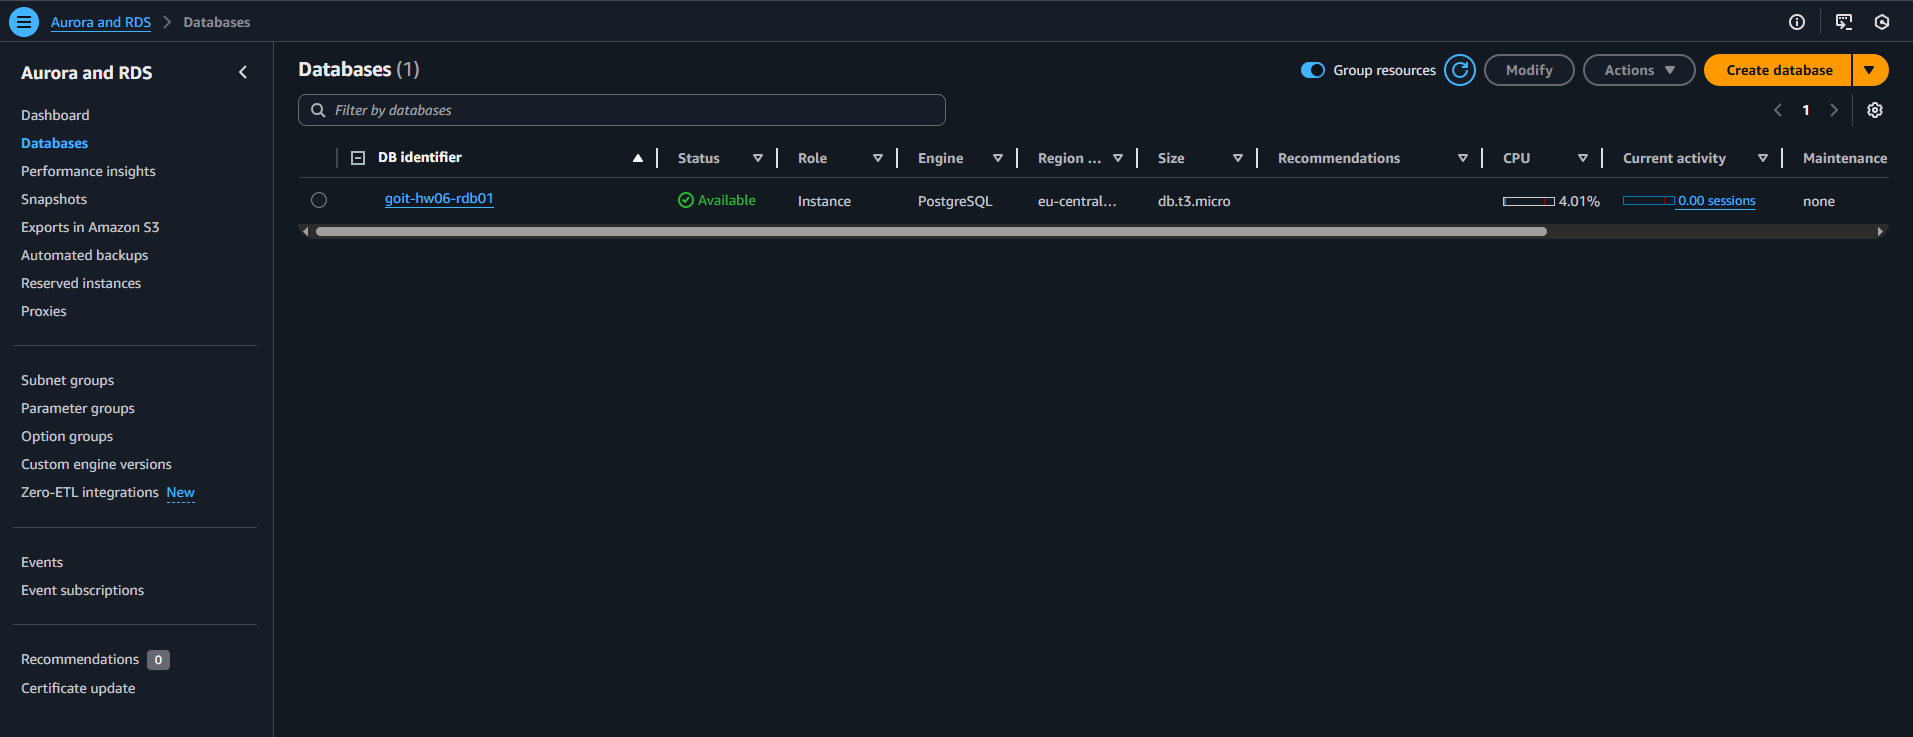 Aurora and RDS > Databases
Aurora and RDS
Dashboard
Databases
Performance insights
Snapshots
Exports in Amazon S3
Automated backups
Reserved instances
Proxies
Subnet groups
Parameter groups
Option groups
Custom engine versions
Zero-ETL integrations New
Events
Event subscriptions
Recommendations 0
Certificate update
Databases (1)
Group resources
Modify
Actions
Create database
Filter by databases
1
DB identifier Status Role Engine Region ... Size Recommendations CPU Current activity Maintenance
goit-hw06-rdb01 Available Instance PostgreSQL eu-central... db.t3.micro 4.01% 0.00 sessions none